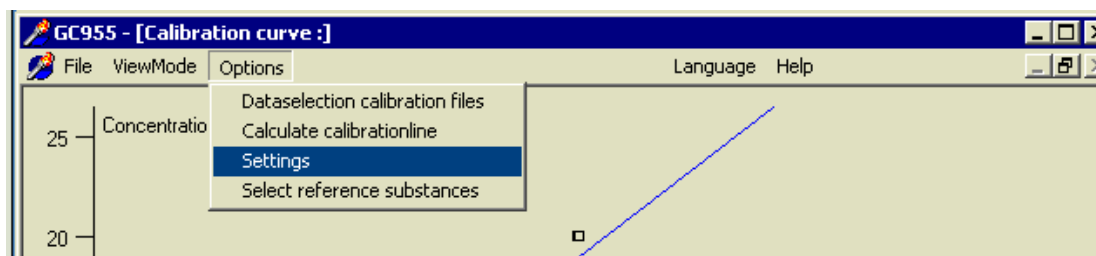 GC955 - [Calibration curve :]
File ViewMode Options Language Help
Dataselection calibration files
Calculate calibrationline
Settings
Select reference substances
Concentratio
25
20